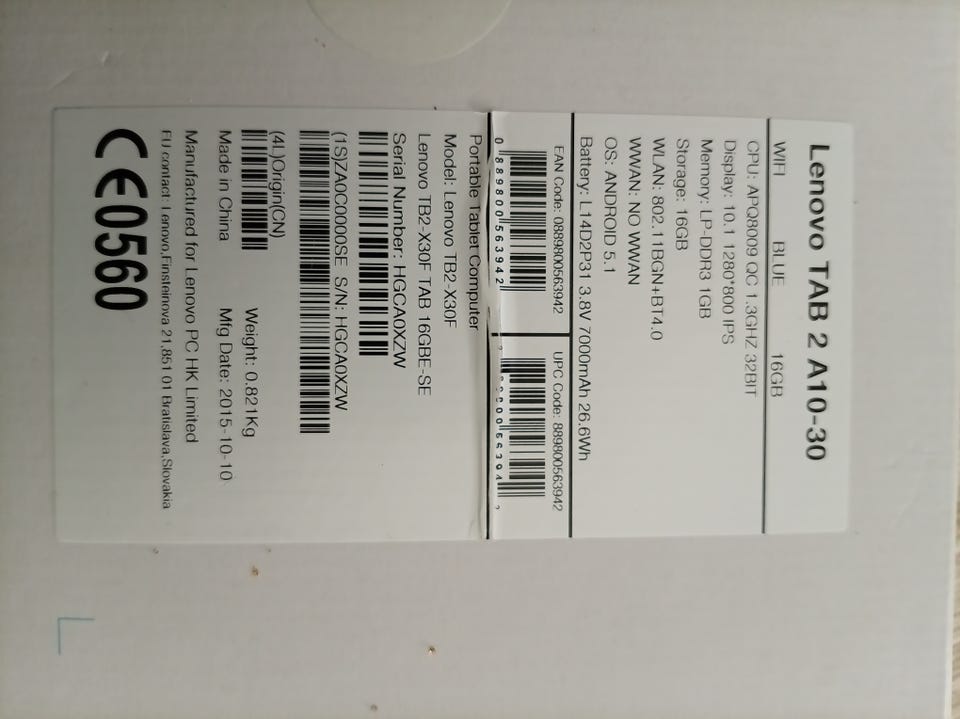 Lenovo TAB 2 A10-30
WIFI BLUE 16GB
CPU: APQ8009 QC 1.3GHZ 32BIT
Display: 10.1 1280*800 IPS
Memory: LP-DDR3 1GB
Storage: 16GB
WLAN: 802.11BGN+BT4.0
WWAN: NO WWAN
OS: ANDROID 5.1
Battery: L14D2P31 3.8V 7000mAh 26.6Wh
EAN Code: 0889800563942 UPC Code: 889800563942
0889800563942
Portable Tablet Computer
Model: Lenovo TB2-X30F
Lenovo TB2-X30F TAB 16GBE-SE
Serial Number: HGCA0XZW
(1S)ZA0C0000SE S/N: HGCA0XZW
(4L)Origin(CN)
Weight: 0.821Kg
Made in China Mfg Date: 2015-10-10
Manufactured for Lenovo PC HK Limited
EU contact: Lenovo,Einsteinova 21,851 01 Bratislava,Slovakia
CE0560